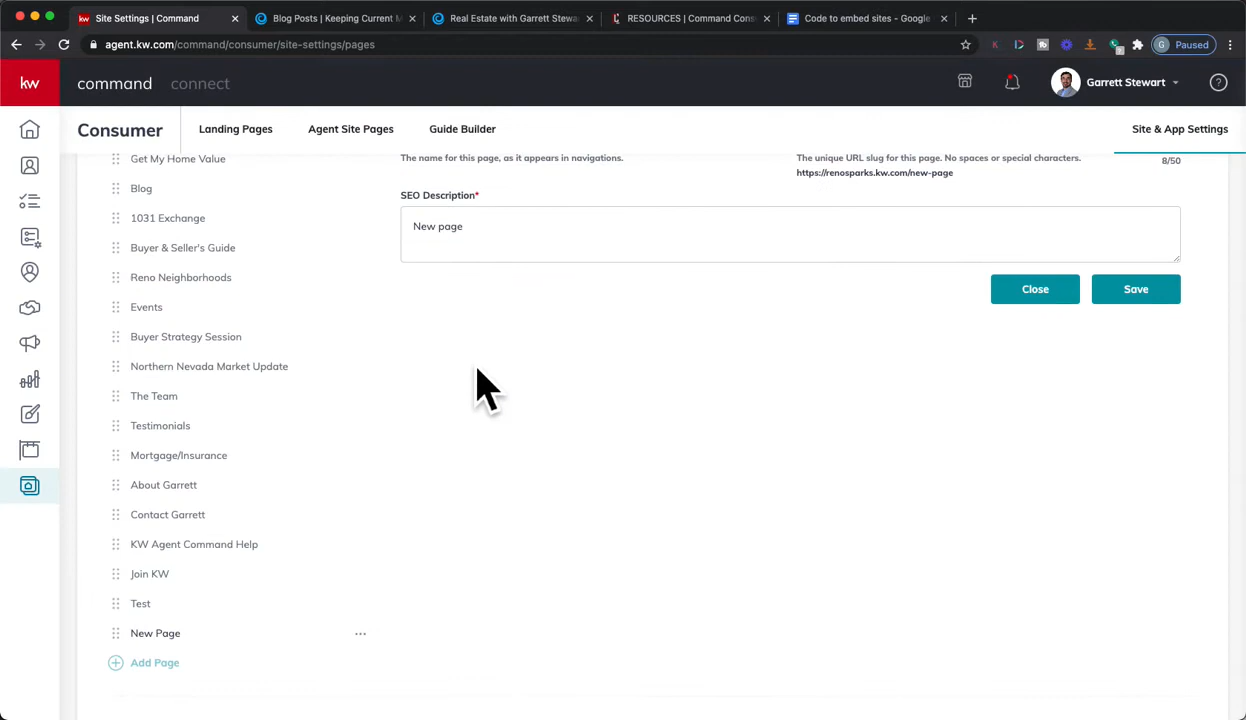 Site Settings | Command
Blog Posts | Keeping Current M
Real Estate with Garrett Stewar
RESOURCES | Command Cons
Code to embed sites - Google
agent.kw.com/command/consumer/site-settings/pages
G Paused
kw
command
connect
Garrett Stewart
Consumer
Landing Pages
Agent Site Pages
Guide Builder
Site & App Settings
Get My Home Value
Blog
1031 Exchange
Buyer & Seller's Guide
Reno Neighborhoods
Events
Buyer Strategy Session
Northern Nevada Market Update
The Team
Testimonials
Mortgage/Insurance
About Garrett
Contact Garrett
KW Agent Command Help
Join KW
Test
New Page
Add Page
The name for this page, as it appears in navigations.
The unique URL slug for this page. No spaces or special characters.
8/50
https://renosparks.kw.com/new-page
SEO Description*
New page
Close
Save